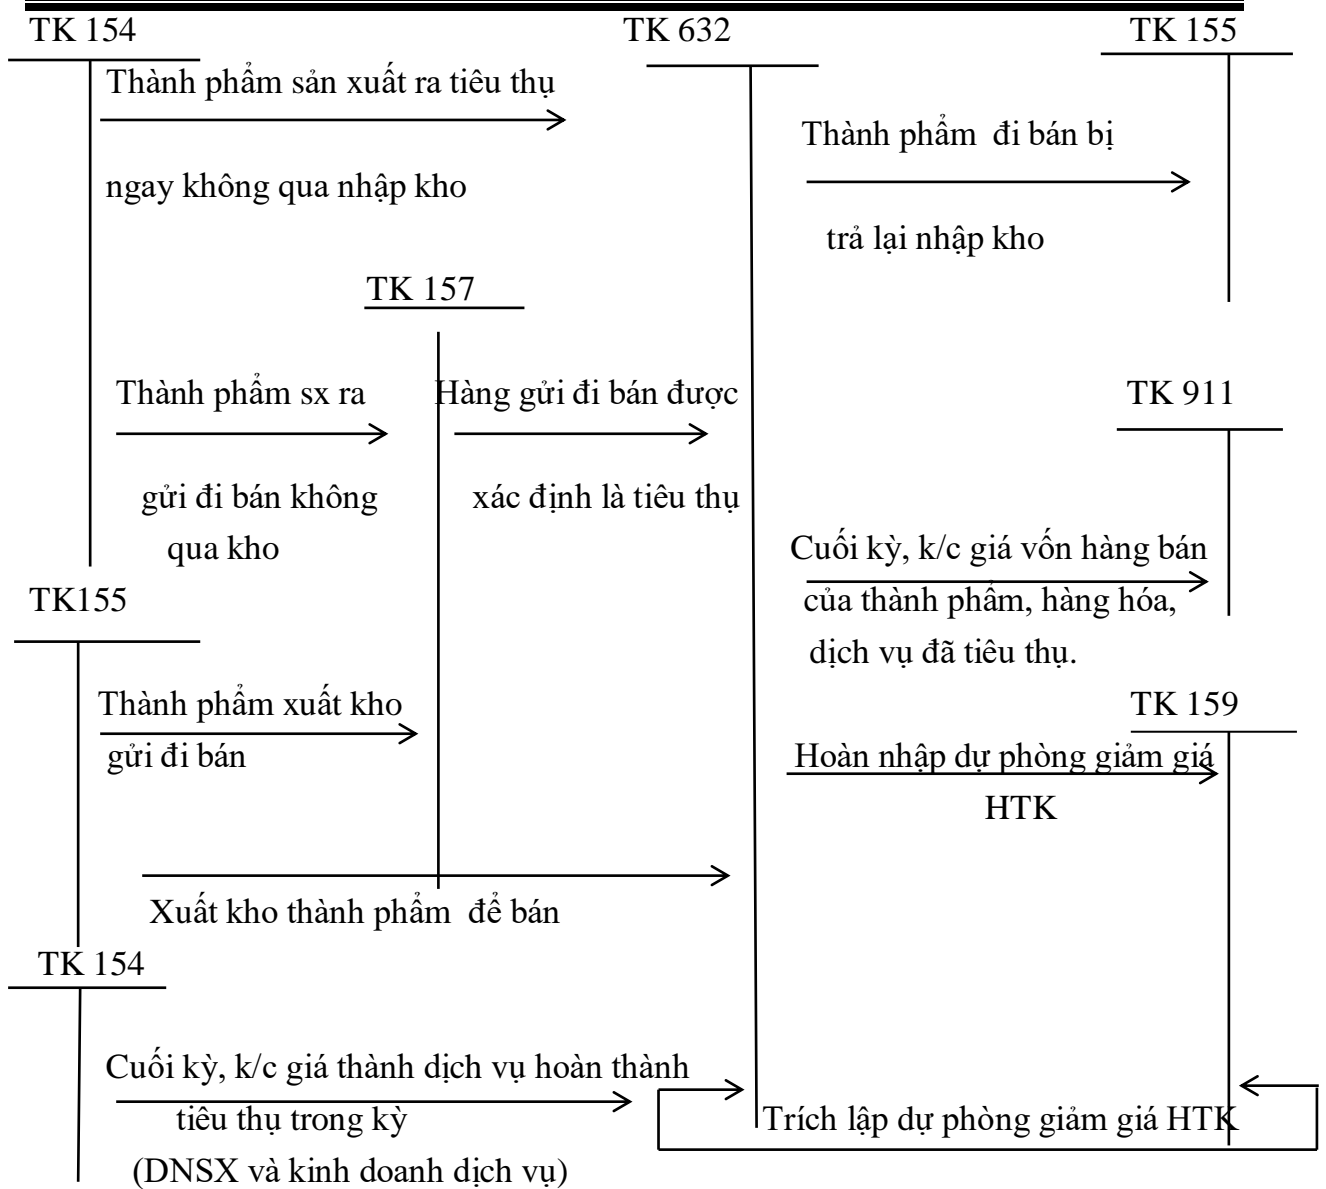 TK 154
TK 632
TK 155
Thành phẩm sản xuất ra tiêu thụ
ngay không qua nhập kho
Thành phẩm đi bán bị
trả lại nhập kho
TK 157
Thành phẩm sx ra
gửi đi bán không
qua kho
Hàng gửi đi bán được
xác định là tiêu thụ
TK 911
Cuối kỳ, k/c giá vốn hàng bán
của thành phẩm, hàng hóa,
dịch vụ đã tiêu thụ.
TK155
Thành phẩm xuất kho
gửi đi bán
TK 159
Hoàn nhập dự phòng giảm giá
HTK
Xuất kho thành phẩm để bán
TK 154
Cuối kỳ, k/c giá thành dịch vụ hoàn thành
tiêu thụ trong kỳ
(DNSX và kinh doanh dịch vụ)
Trích lập dự phòng giảm giá HTK